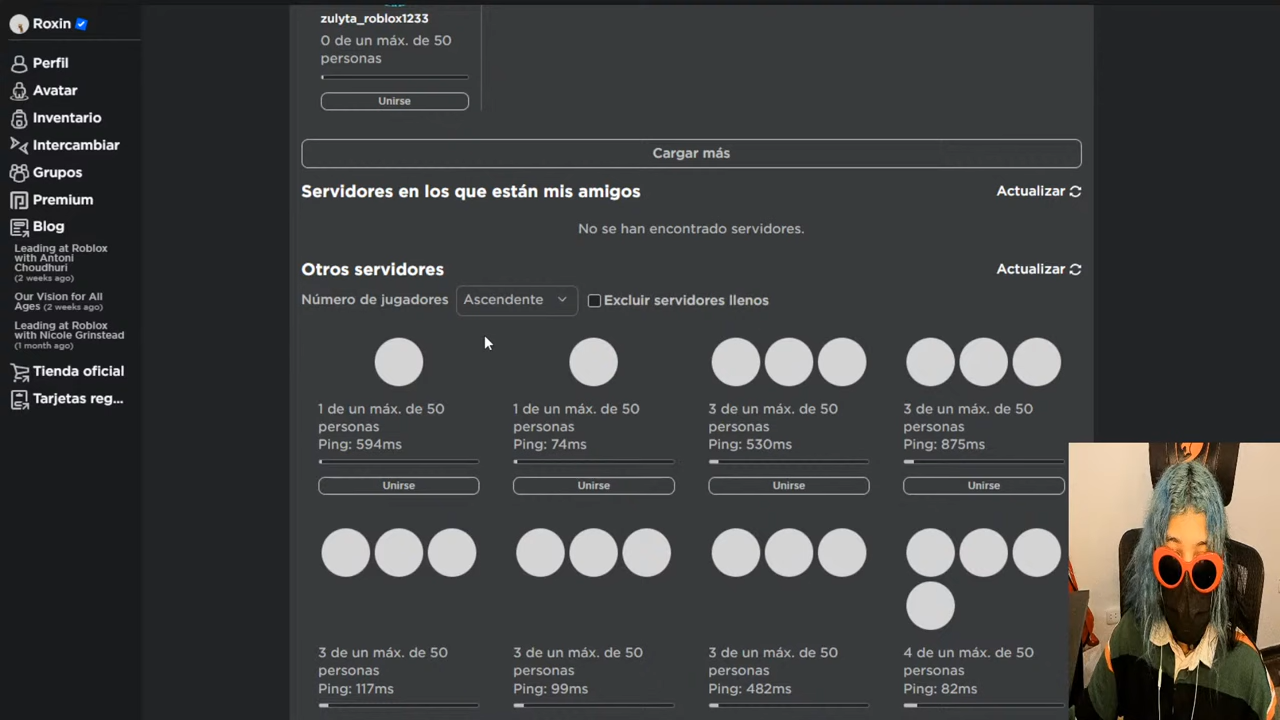 Roxin
Perfil
Avatar
Inventario
Intercambiar
Grupos
Premium
Blog
Leading at Roblox
with Antoni
Choudhuri
(2 weeks ago)
Our Vision for All
Ages (2 weeks ago)
Leading at Roblox
with Nicole Grinstead
(1 month ago)
Tienda oficial
Tarjetas reg...
zulyta_roblox1233
0 de un máx. de 50
personas
Unirse
Cargar más
Servidores en los que están mis amigos
Actualizar
No se han encontrado servidores.
Otros servidores
Actualizar
Número de jugadores Ascendente Excluir servidores llenos
1 de un máx. de 50
personas
Ping: 594ms
Unirse
1 de un máx. de 50
personas
Ping: 74ms
Unirse
3 de un máx. de 50
personas
Ping: 530ms
Unirse
3 de un máx. de 50
personas
Ping: 875ms
Unirse
3 de un máx. de 50
personas
Ping: 117ms
3 de un máx. de 50
personas
Ping: 99ms
3 de un máx. de 50
personas
Ping: 482ms
4 de un máx. de 50
personas
Ping: 82ms